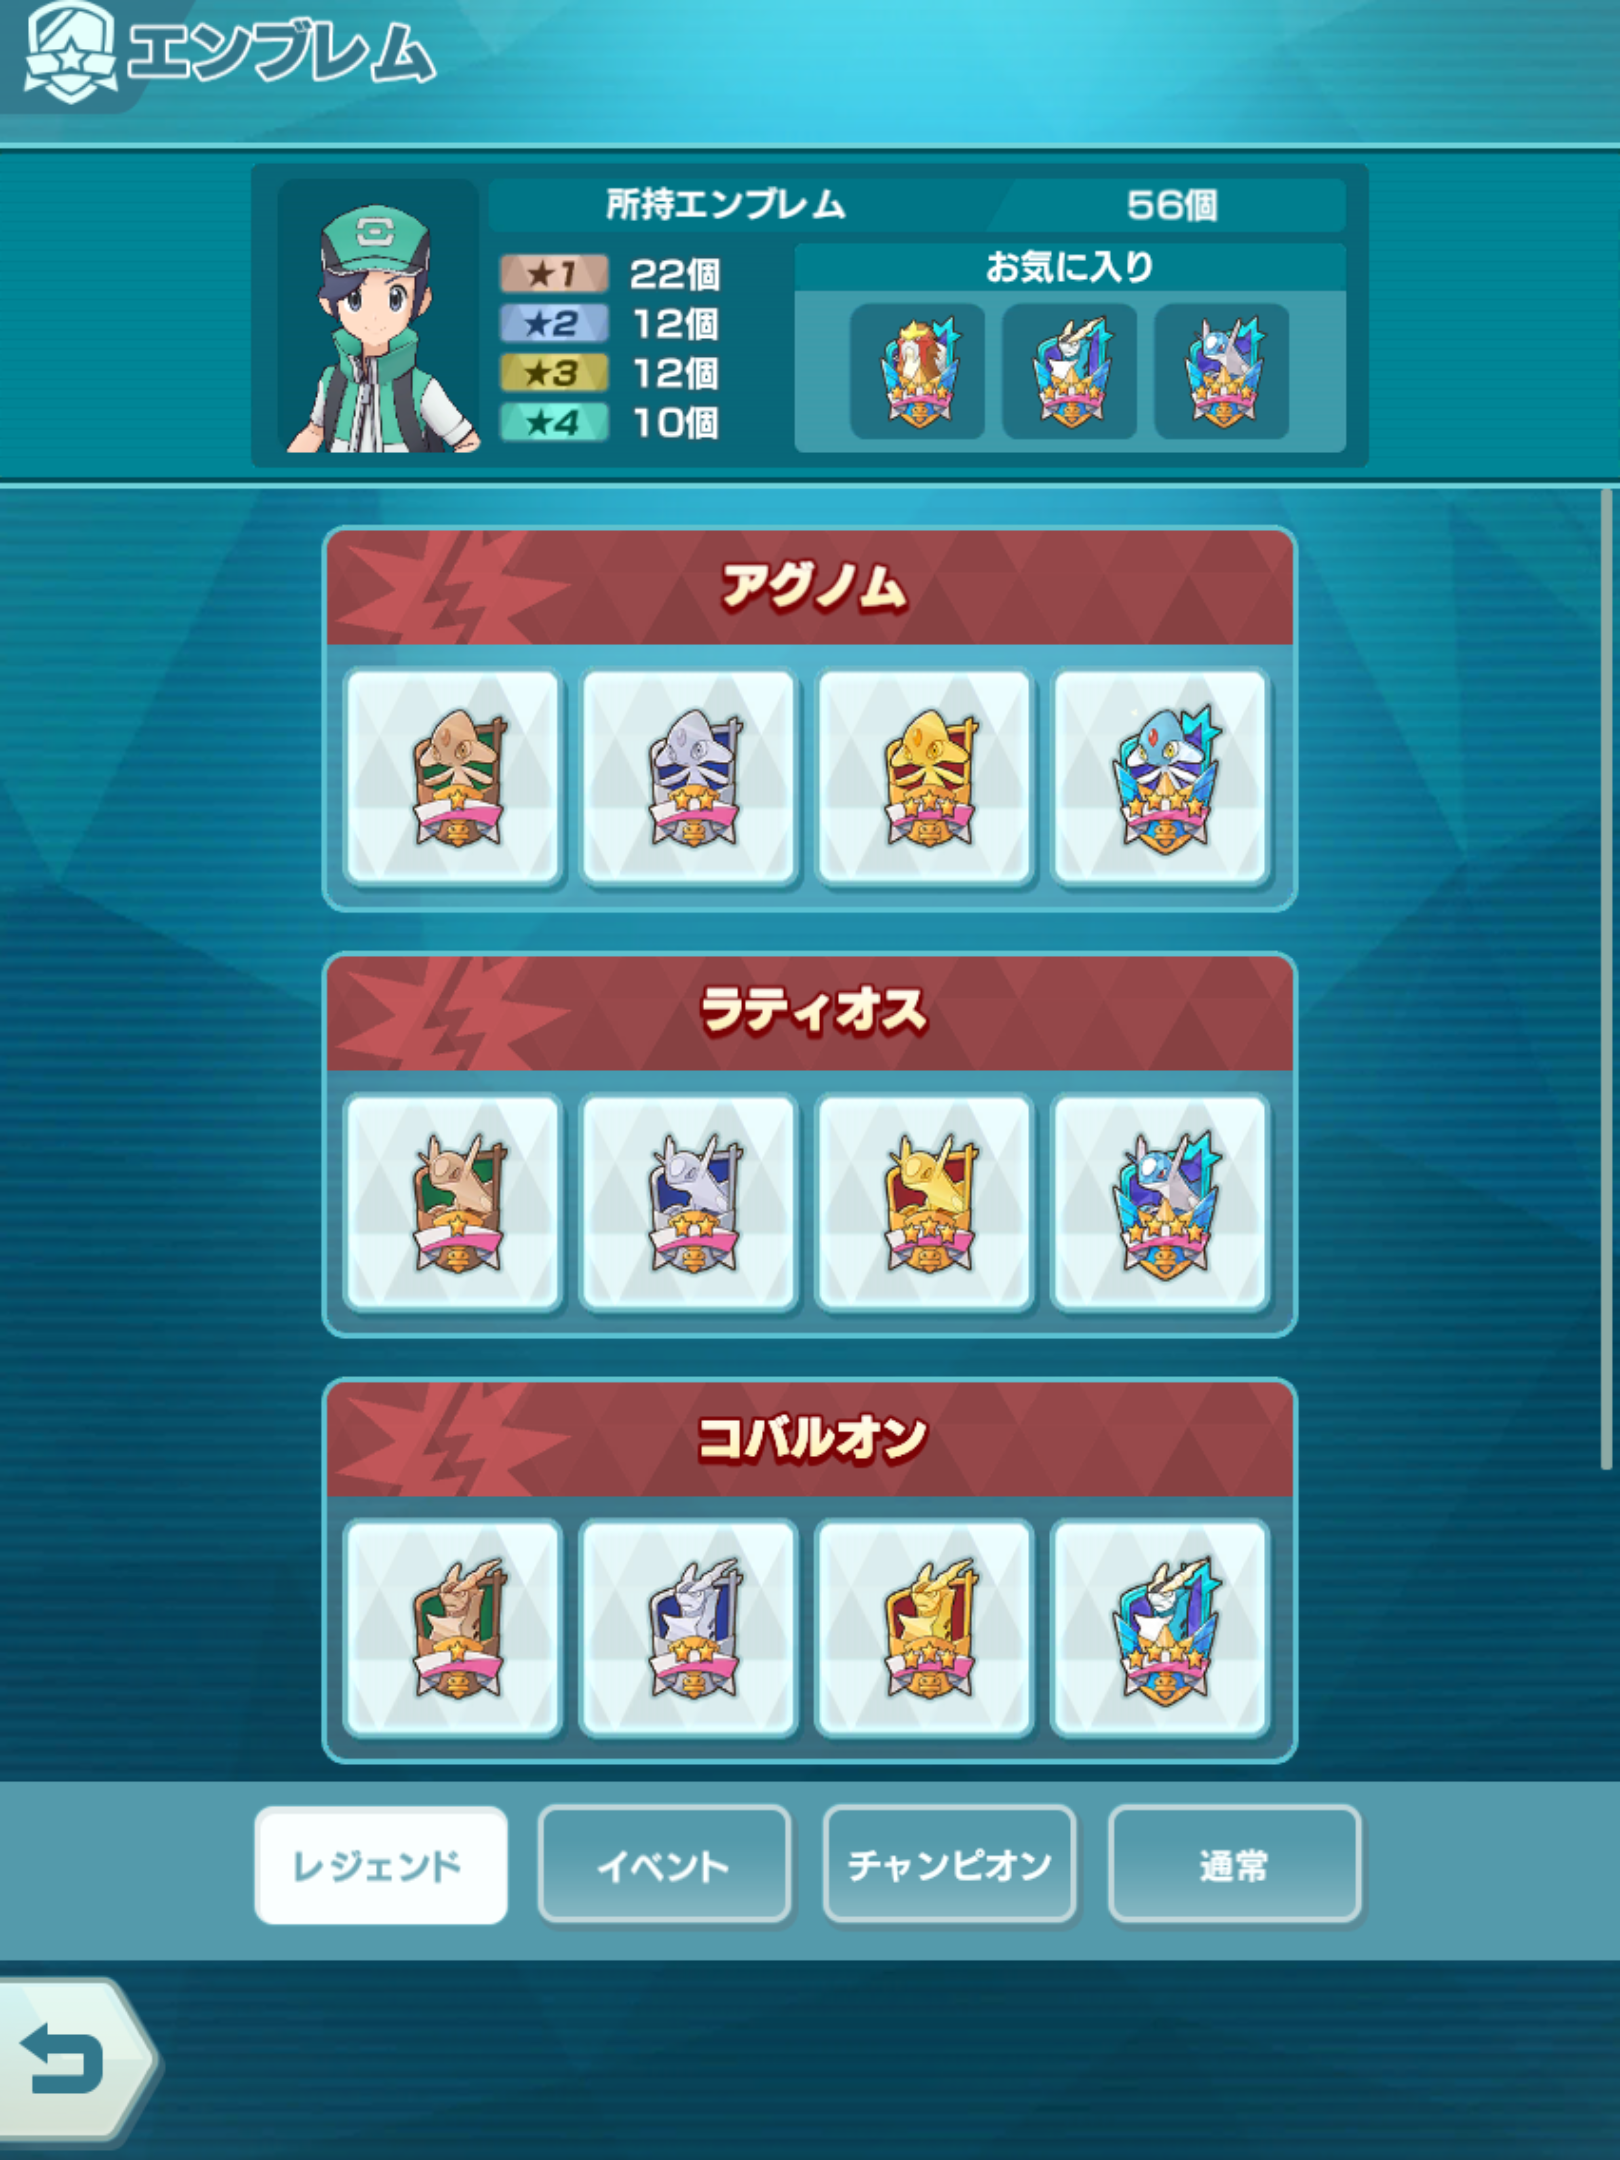 エンブレム
所持エンブレム 56個
★1 22個
★2 12個
★3 12個
★4 10個
お気に入り
アグノム
ラティオス
コバルオン
レジェンド イベント チャンピオン 通常